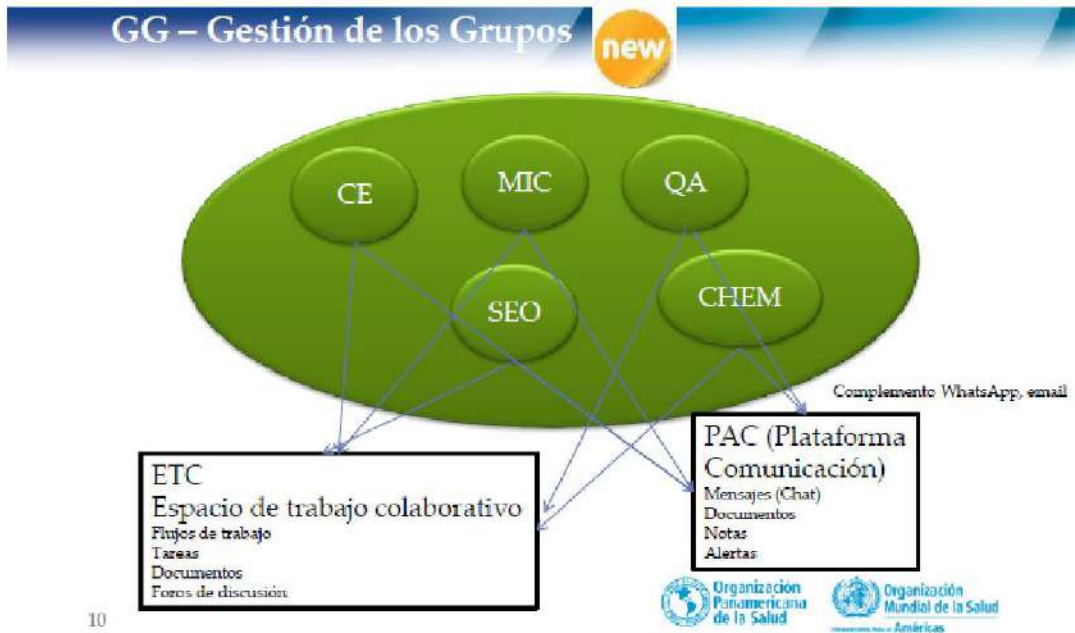 GG – Gestión de los Grupos
new
CE
MIC
QA
SEO
CHEM
Complemento WhatsApp, email
ETC
Espacio de trabajo colaborativo
Flujos de trabajo
Tareas
Documentos
Foros de discusión
PAC (Plataforma
Comunicación)
Mensajes (Chat)
Documentos
Notas
Alertas
10
Organización
Panamericana
de la Salud
Organización
Mundial de la Salud
Américas